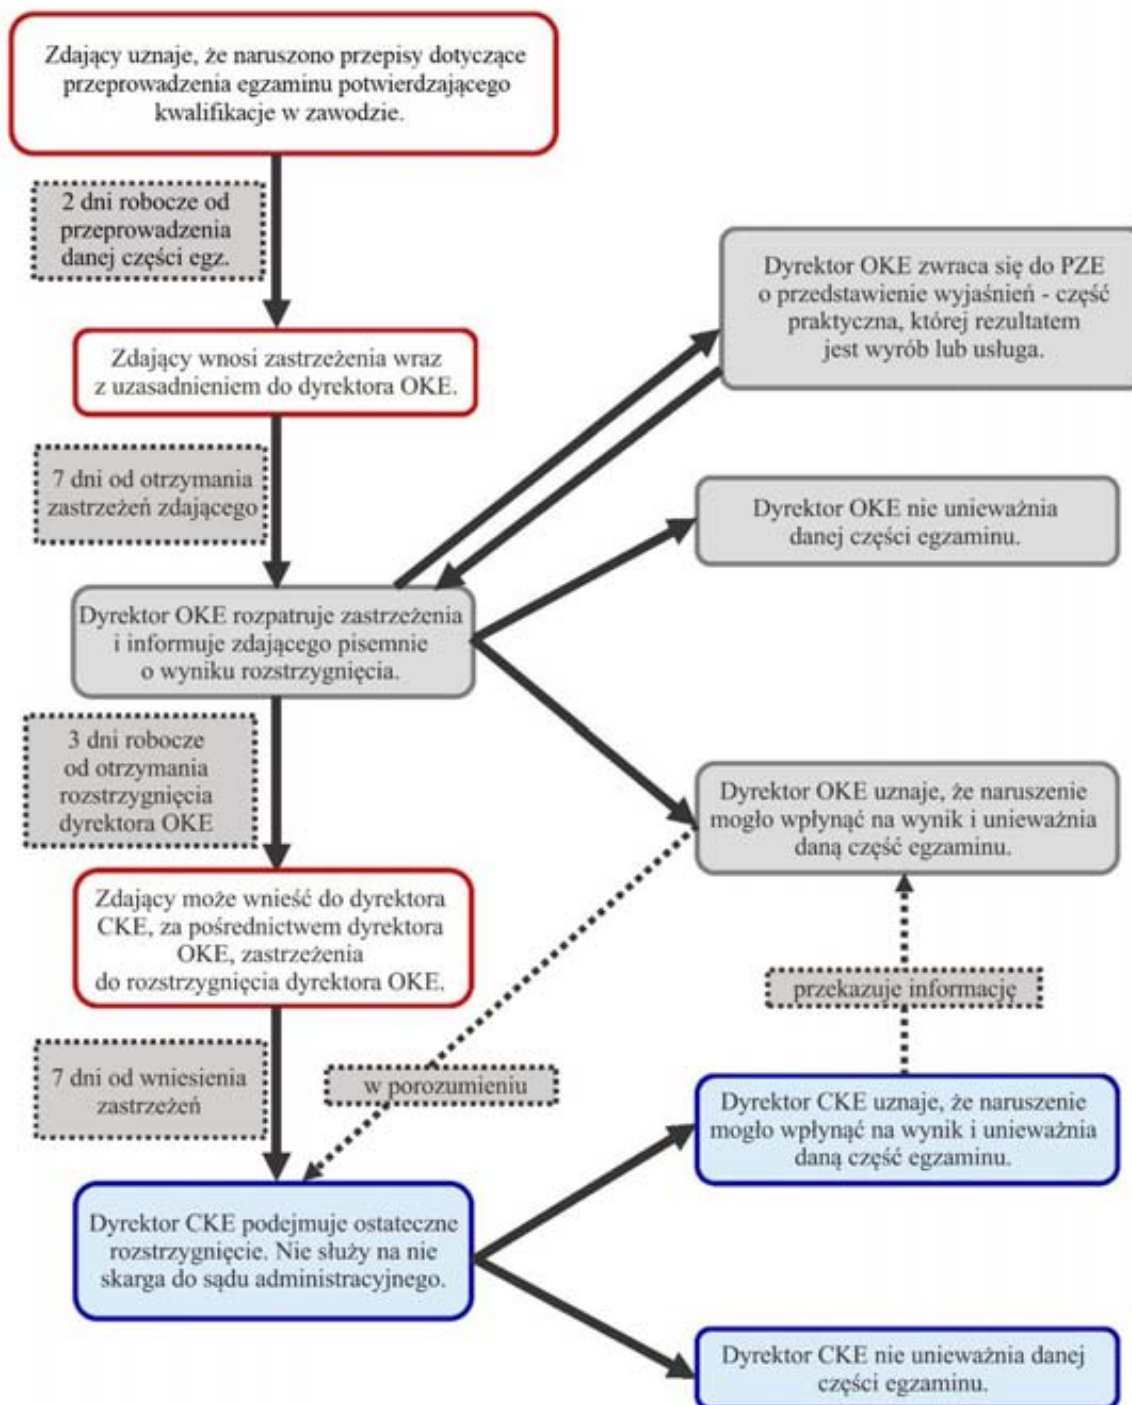 Zdający uznaje, że naruszono przepisy dotyczące
przeprowadzenia egzaminu potwierdzającego
kwalifikacje w zawodzie.
2 dni robocze od
przeprowadzenia
danej części egz.
Zdający wnosi zastrzeżenia wraz
z uzasadnieniem do dyrektora OKE.
Dyrektor OKE zwraca się do PZE
o przedstawienie wyjaśnień - część
praktyczna, której rezultatem
jest wyrób lub usługa.
7 dni od otrzymania
zastrzeżeń zdającego
Dyrektor OKE nie unieważnia
danej części egzaminu.
Dyrektor OKE rozpatruje zastrzeżenia
i informuje zdającego pisemnie
o wyniku rozstrzygnięcia.
3 dni robocze
od otrzymania
rozstrzygnięcia
dyrektora OKE
Dyrektor OKE uznaje, że naruszenie
mogło wpłynąć na wynik i unieważnia
daną część egzaminu.
Zdający może wnieść do dyrektora
CKE, za pośrednictwem dyrektora
OKE, zastrzeżenia
do rozstrzygnięcia dyrektora OKE.
przekazuje informację
7 dni od wniesienia
zastrzeżeń
w porozumieniu
Dyrektor CKE uznaje, że naruszenie
mogło wpłynąć na wynik i unieważnia
daną część egzaminu.
Dyrektor CKE podejmuje ostateczne
rozstrzygnięcie. Nie służy na nie
skarga do sądu administracyjnego.
Dyrektor CKE nie unieważnia danej
części egzaminu.